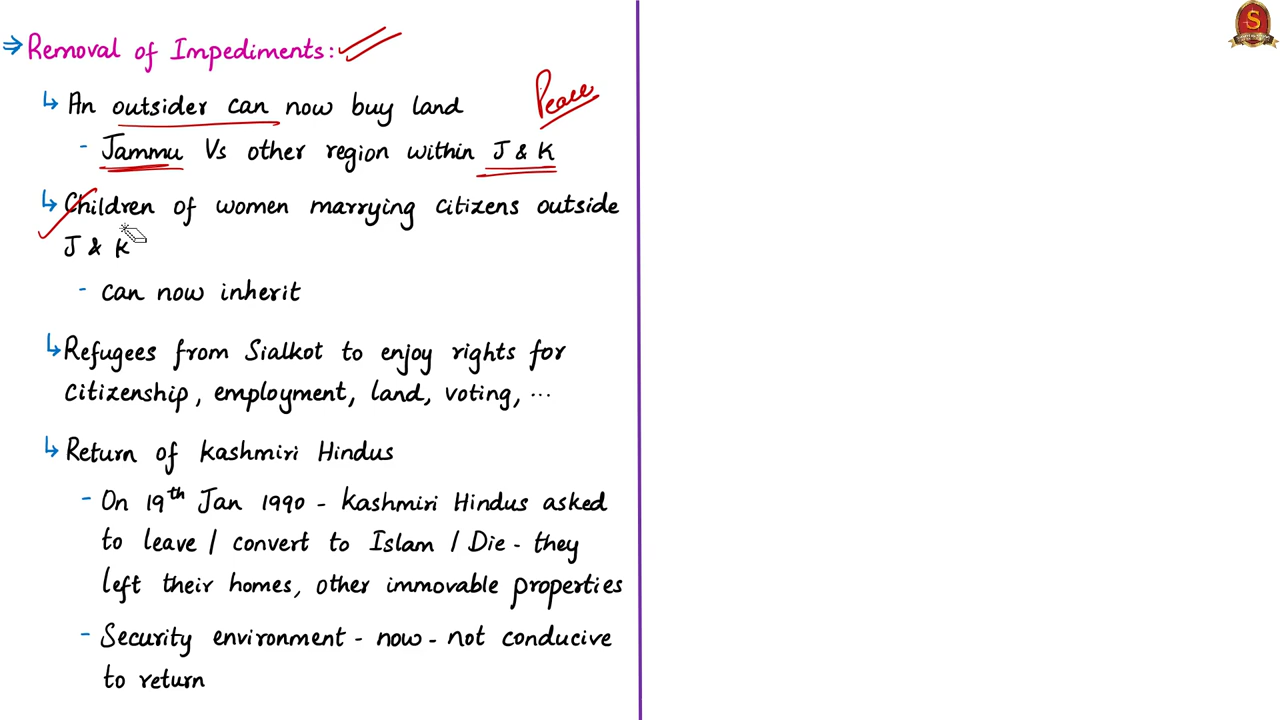 ⇒ Removal of Impediments:
↳ An outsider can now buy land
Peace
- Jammu Vs other region within J & K
↳ Children of women marrying citizens outside
J & K
- can now inherit
↳ Refugees from Sialkot to enjoy rights for
citizenship, employment, land, voting, ...
↳ Return of kashmiri Hindus
- On 19th Jan 1990 - kashmiri Hindus asked
to leave / convert to Islam / Die - they
left their homes, other immovable properties
- Security environment - now - not conducive
to return
S